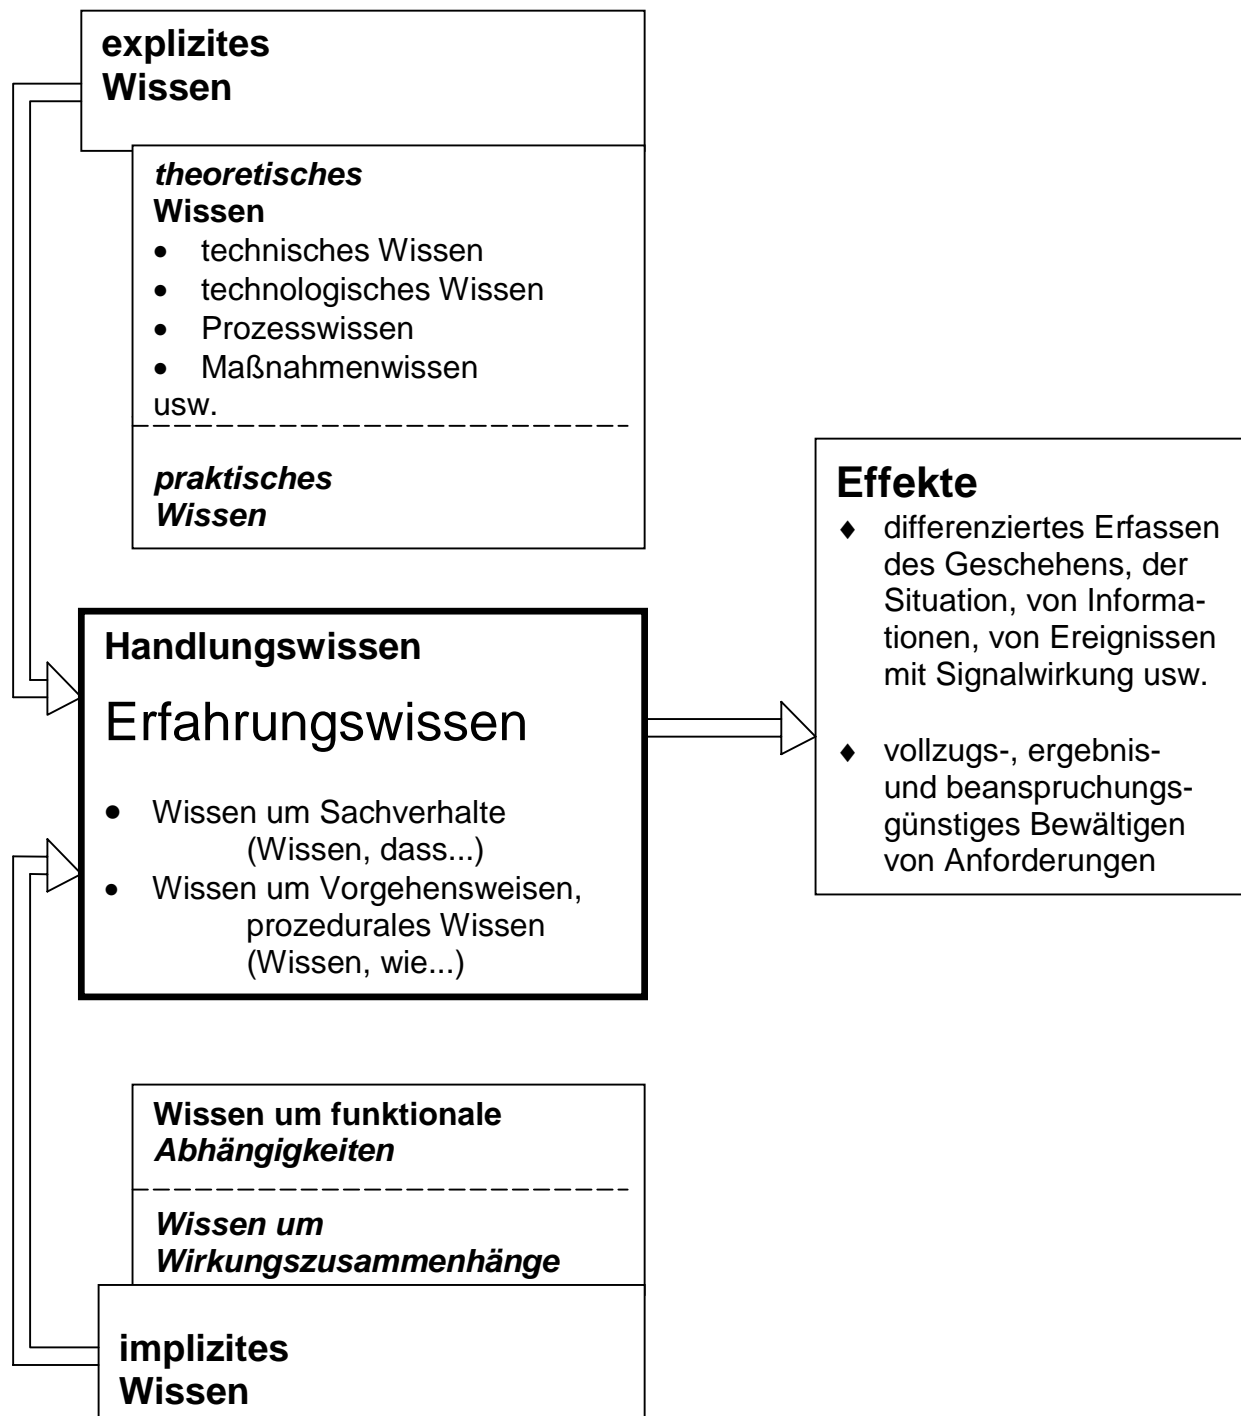 explizites
Wissen
theoretisches
Wissen
• technisches Wissen
• technologisches Wissen
• Prozesswissen
• Maßnahmenwissen
usw.
praktisches
Wissen
Handlungswissen
Erfahrungswissen
• Wissen um Sachverhalte
(Wissen, dass...)
• Wissen um Vorgehensweisen,
prozedurales Wissen
(Wissen, wie...)
Wissen um funktionale
Abhängigkeiten
Wissen um
Wirkungszusammenhänge
implizites
Wissen
Effekte
♦ differenziertes Erfassen
des Geschehens, der
Situation, von Informa-
tionen, von Ereignissen
mit Signalwirkung usw.
♦ vollzugs-, ergebnis-
und beanspruchungs-
günstiges Bewältigen
von Anforderungen